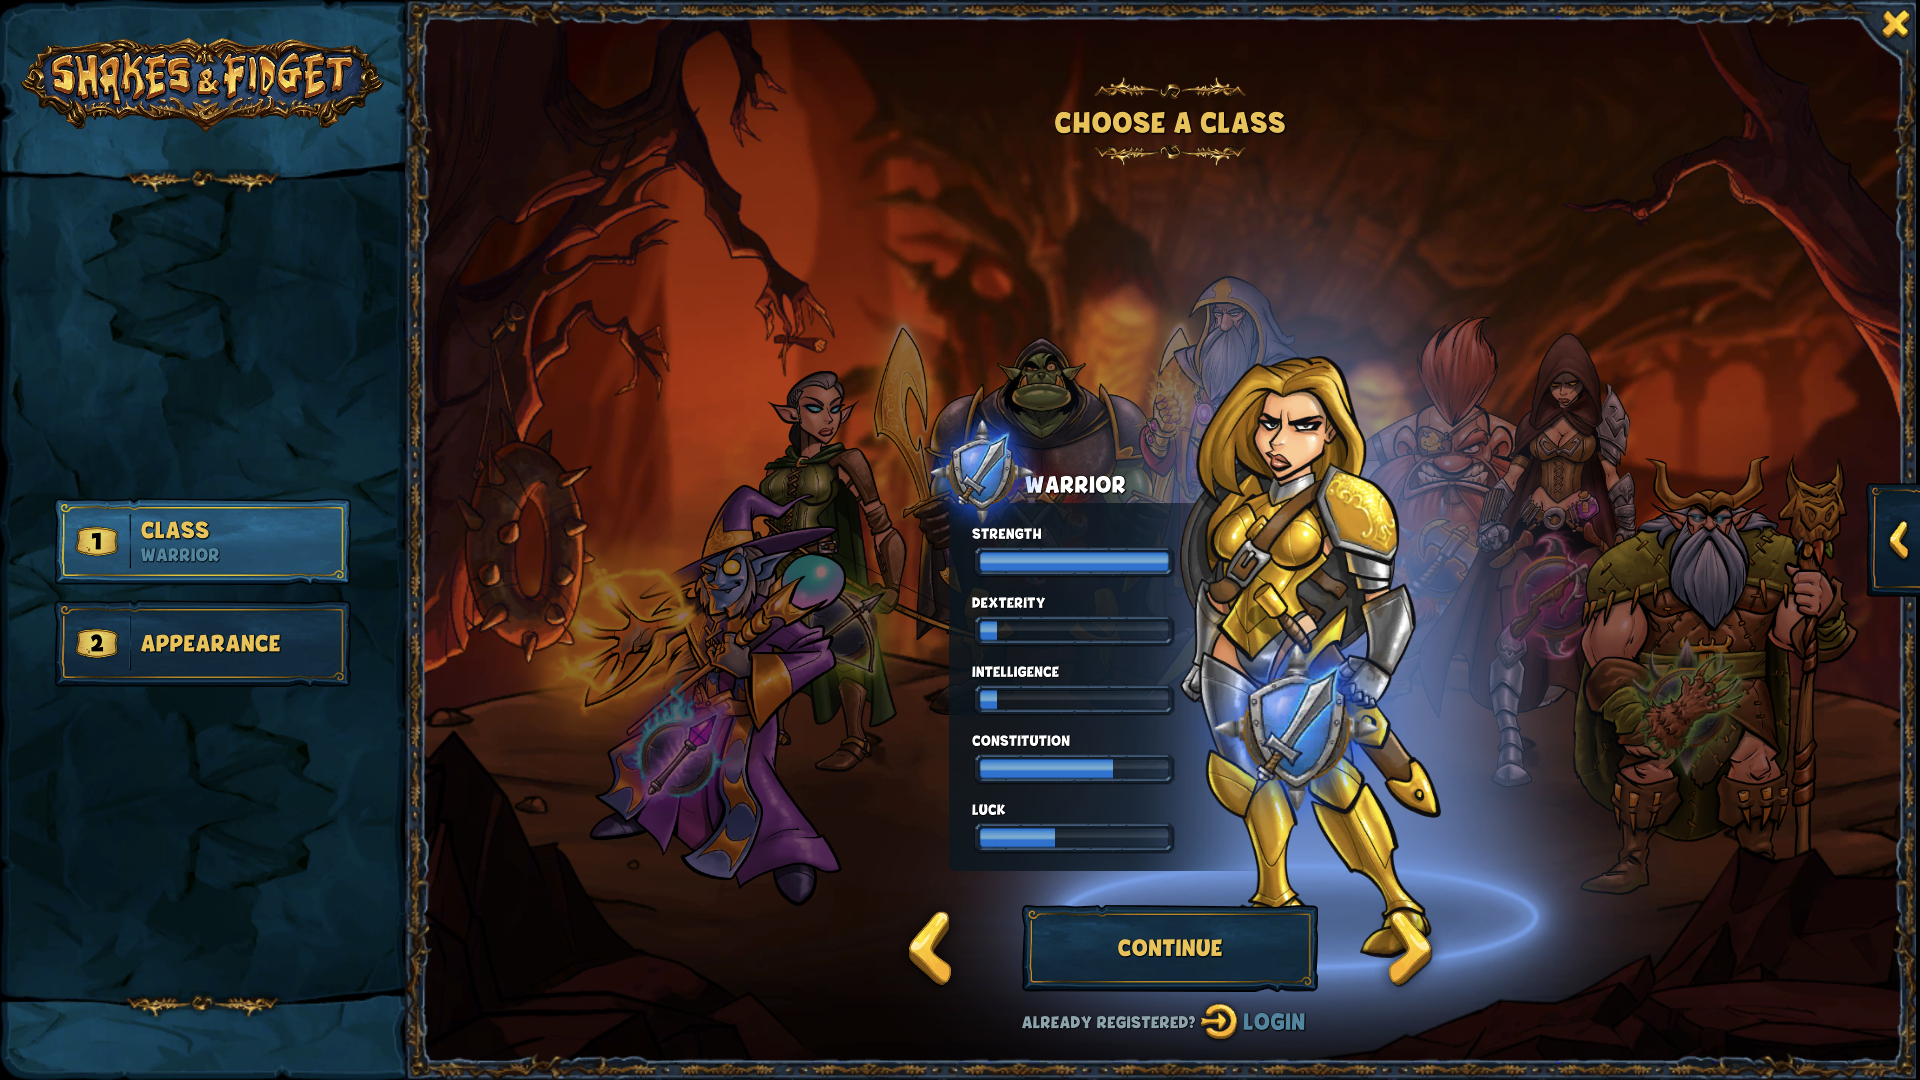 SHAKES & FIDGET
CHOOSE A CLASS
1 CLASS
WARRIOR
2 APPEARANCE
WARRIOR
STRENGTH
DEXTERITY
INTELLIGENCE
CONSTITUTION
LUCK
CONTINUE
ALREADY REGISTERED? LOGIN